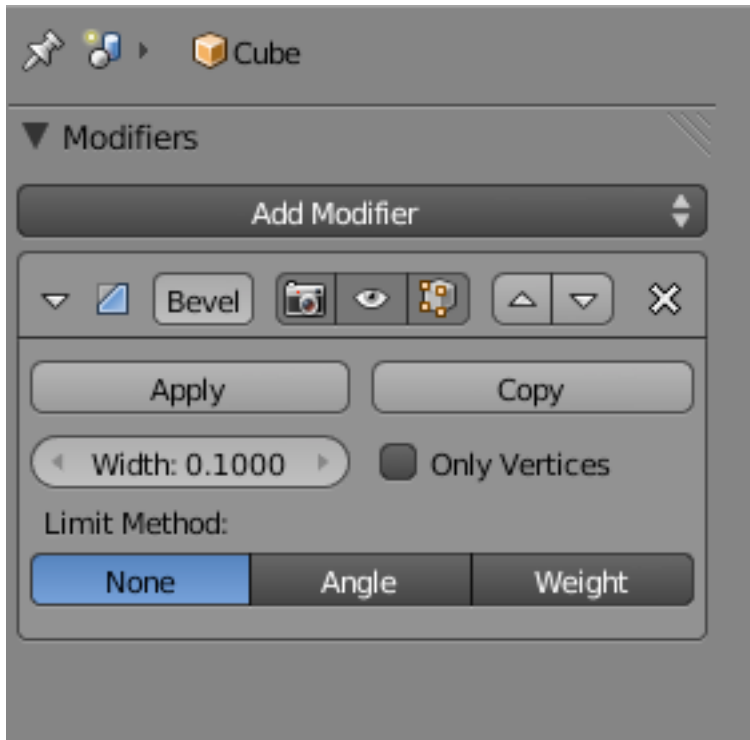 Cube
Modifiers
Add Modifier
Bevel
Apply Copy
Width: 0.1000 Only Vertices
Limit Method:
None Angle Weight